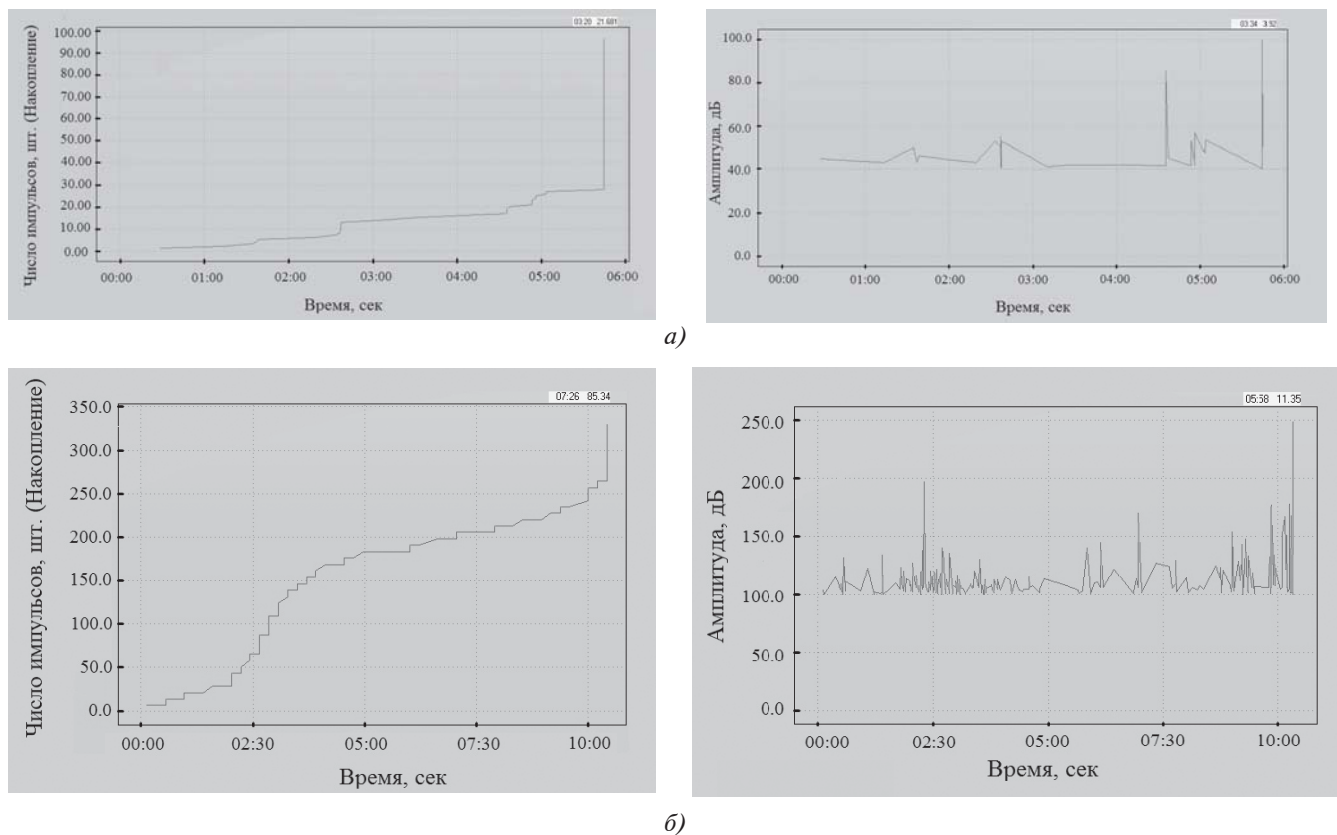 03:20 21.681
Число импульсов, шт. (Накопление)
100.00
90.00
80.00
70.00
60.00
50.00
40.00
30.00
20.00
10.00
0.00
00:00 01:00 02:00 03:00 04:00 05:00 06:00
Время, сек
03:34 3.92
Амплитуда, дБ
100.0
80.0
60.0
40.0
20.0
0.0
00:00 01:00 02:00 03:00 04:00 05:00 06:00
Время, сек
а)
07:26 85.34
Число импульсов, шт. (Накопление)
350.0
300.0
250.0
200.0
150.0
100.0
50.0
0.0
00:00 02:30 05:00 07:30 10:00
Время, сек
05:58 11.35
Амплитуда, дБ
250.0
200.0
150.0
100.0
50.0
0.0
00:00 02:30 05:00 07:30 10:00
Время, сек
б)